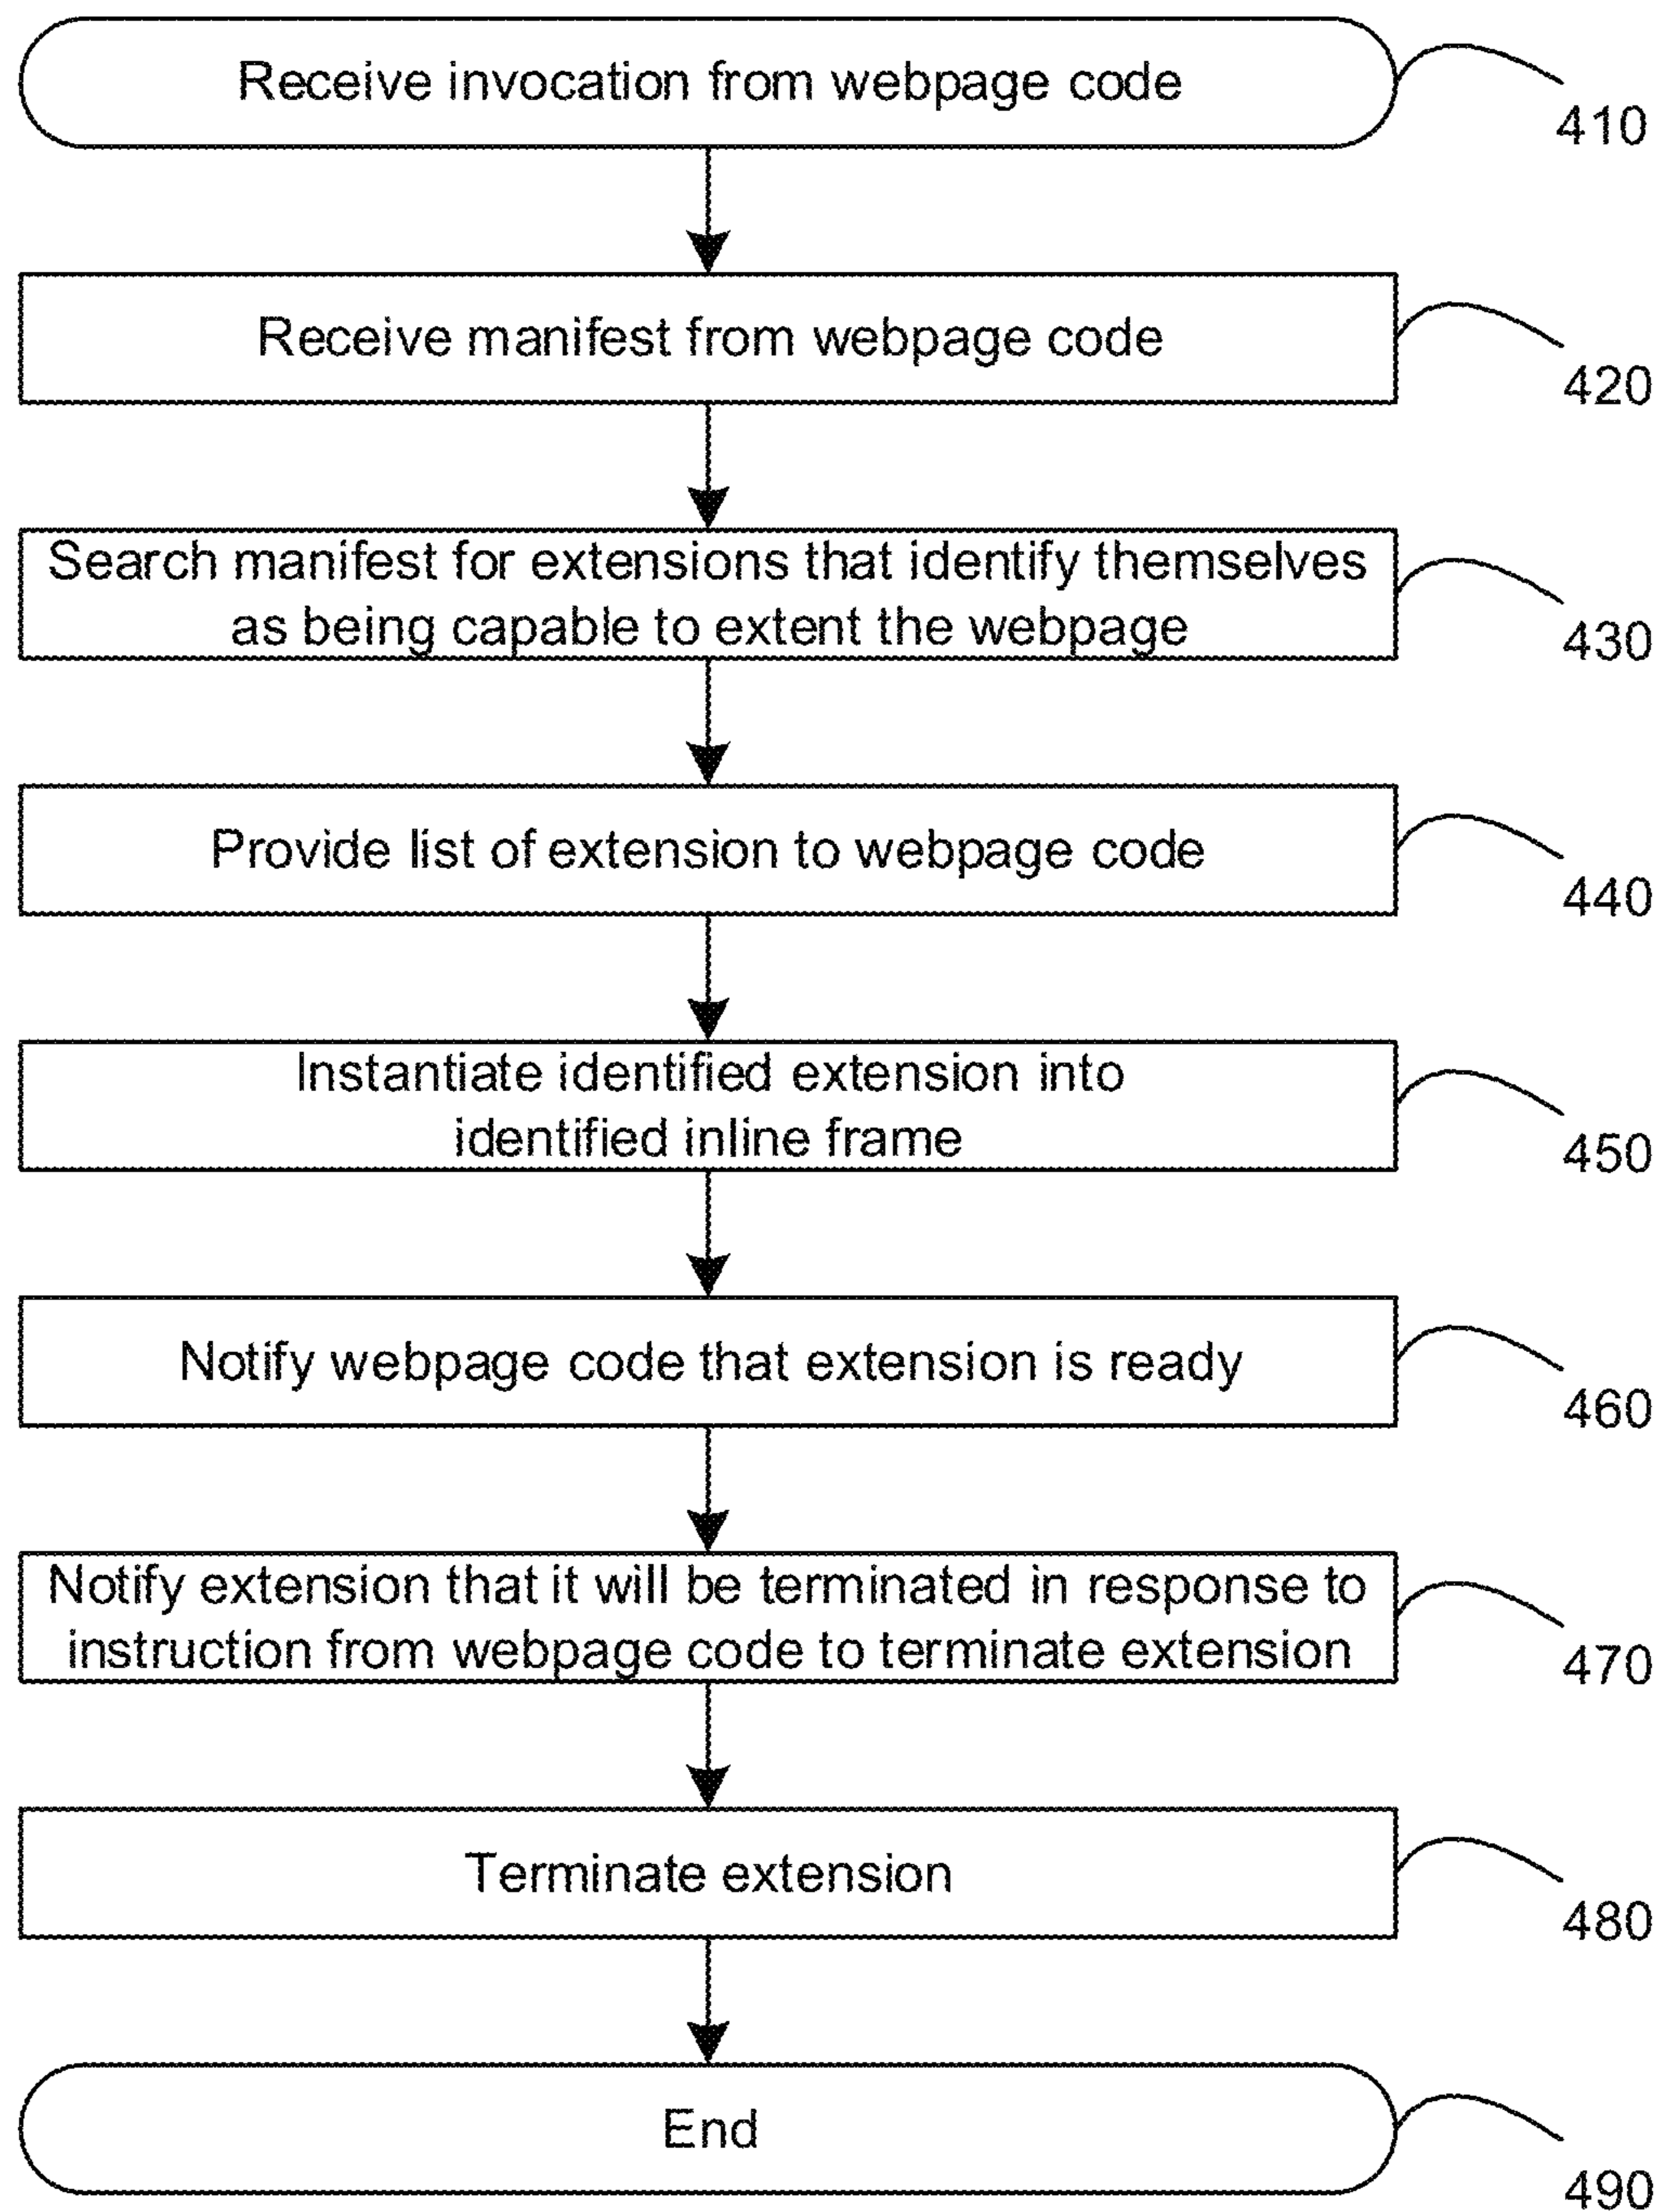 Receive invocation from webpage code
410
Receive manifest from webpage code
420
Search manifest for extensions that identify themselves
as being capable to extent the webpage
430
Provide list of extension to webpage code
440
Instantiate identified extension into
identified inline frame
450
Notify webpage code that extension is ready
460
Notify extension that it will be terminated in response to
instruction from webpage code to terminate extension
470
Terminate extension
480
End
490